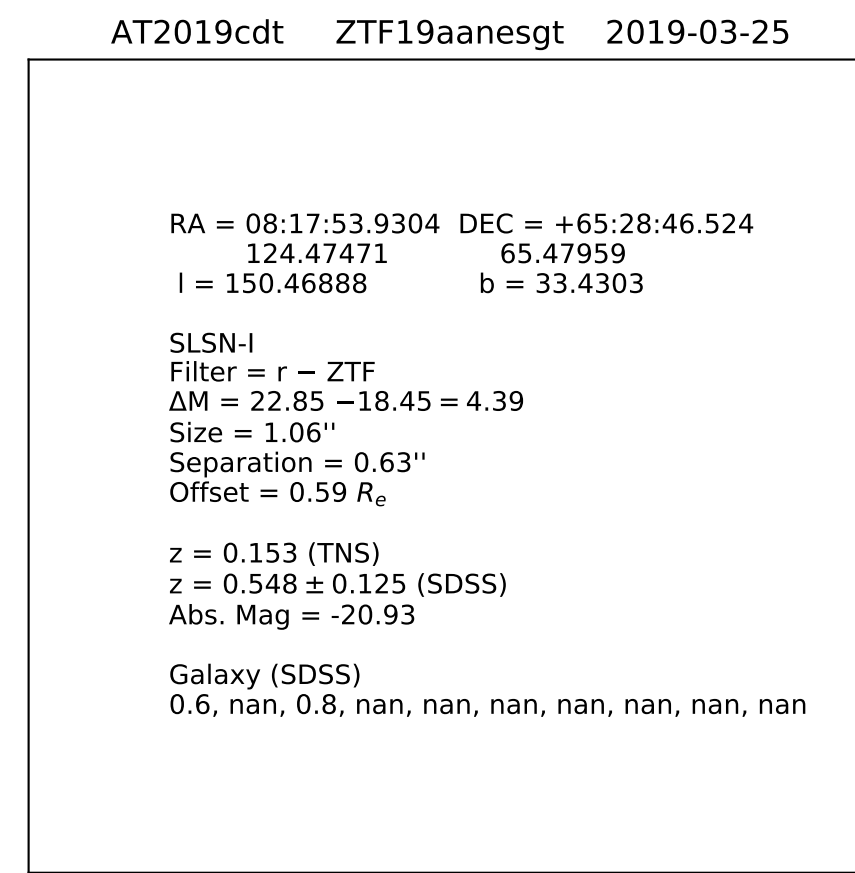 AT2019cdt ZTF19aanesgt 2019-03-25
RA = 08:17:53.9304 DEC = +65:28:46.524
124.47471 65.47959
l = 150.46888 b = 33.4303
SLSN-I
Filter = r − ZTF
ΔM = 22.85 −18.45 = 4.39
Size = 1.06''
Separation = 0.63''
Offset = 0.59 Rₑ
z = 0.153 (TNS)
z = 0.548 ± 0.125 (SDSS)
Abs. Mag = -20.93
Galaxy (SDSS)
0.6, nan, 0.8, nan, nan, nan, nan, nan, nan, nan